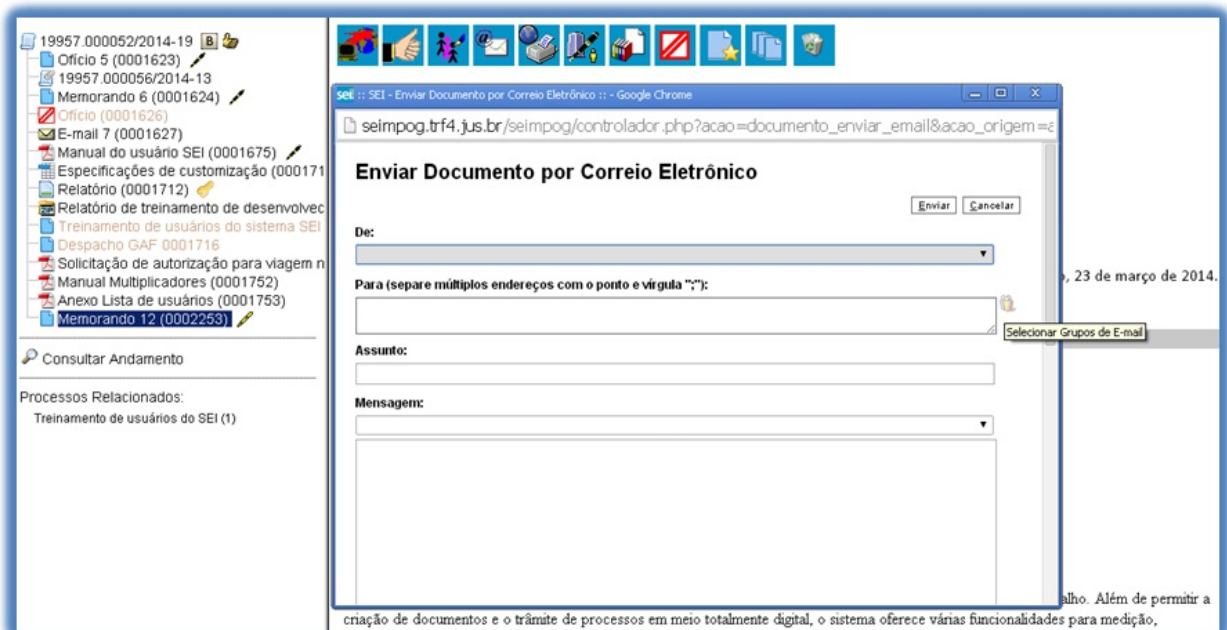 19957.000052/2014-19
Ofício 5 (0001623)
19957.000056/2014-13
Memorando 6 (0001624)
Ofício (0001626)
E-mail 7 (0001627)
Manual do usuário SEI (0001675)
Especificações de customização (000171
Relatório (0001712)
Relatório de treinamento de desenvolvec
Treinamento de usuários do sistema SEI
Despacho GAF 0001716
Solicitação de autorização para viagem n
Manual Multiplicadores (0001752)
Anexo Lista de usuários (0001753)
Memorando 12 (0002253)
Consultar Andamento
Processos Relacionados:
Treinamento de usuários do SEI (1)
sei :: SEI - Enviar Documento por Correio Eletrônico :: - Google Chrome
seimpog.trf4.jus.br/seimpog/controlador.php?acao=documento_enviar_email&acao_origem=a
Enviar Documento por Correio Eletrônico
Enviar Cancelar
De:
Para (separe múltiplos endereços com o ponto e vírgula ";"):
Selecionar Grupos de E-mail
Assunto:
Mensagem:
, 23 de março de 2014.
alho. Além de permitir a
criação de documentos e o trâmite de processos em meio totalmente digital, o sistema oferece várias funcionalidades para medição,